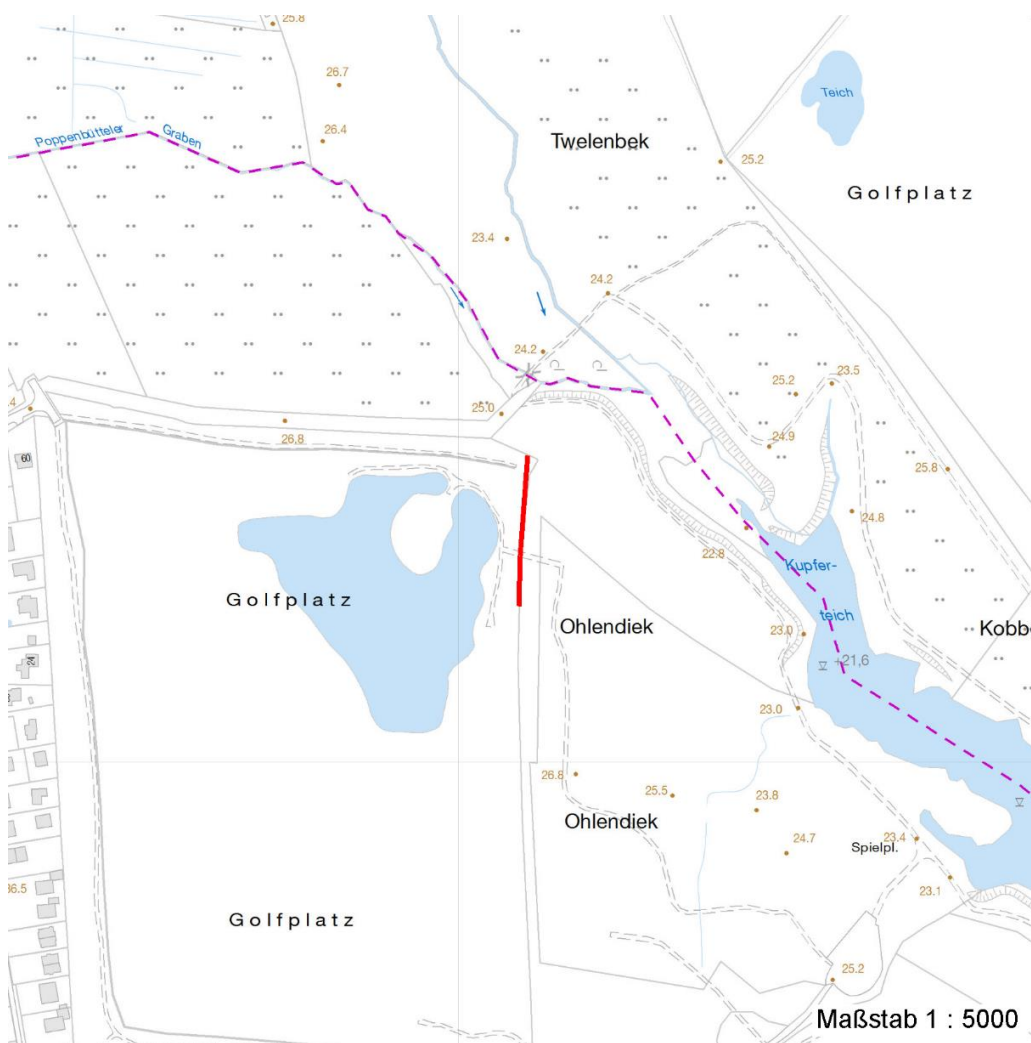 25.8
26.7
Teich
26.4
Poppenbütteler Graben
Twelenbek
25.2
Golfplatz
23.4
24.2
24.2
25.2
23.5
24.9
25.0
26.8
25.8
60
24.8
22.8
Kupfer-
teich
Golfplatz
Ohlendiek
23.0
Kobb
24
+21,6
23.0
26.8
25.5
23.8
Ohlendiek
24.7
23.4
Spielpl.
23.1
36.5
Golfplatz
25.2
Maßstab 1 : 5000